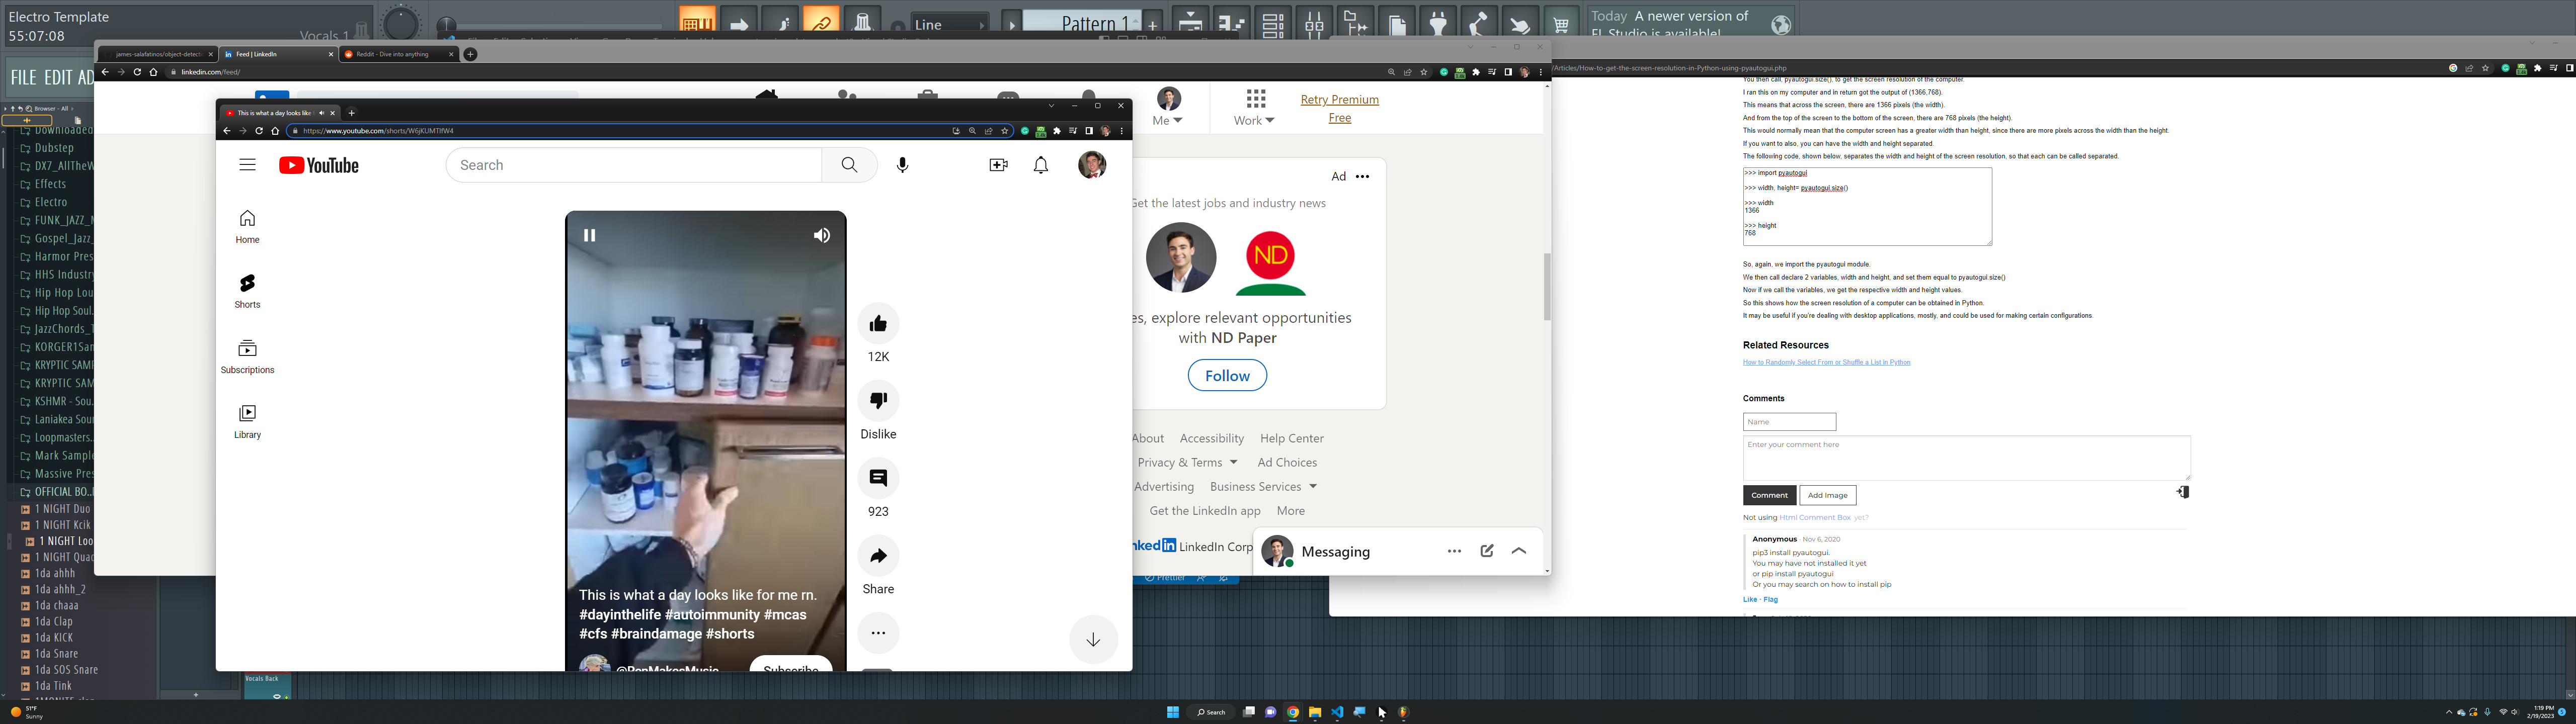 Electro Template
55:07:08
Vocals 1
Line
Pattern 1
Today A newer version of
FL Studio is available!
FILE EDIT AD
Browser - All
Downloaded
Dubstep
DX7_AllTheW
Effects
Electro
Gospel_Jazz_
Harmor Pres
HHS Industry
Hip Hop Lou
Hip Hop Soul.
KORGER1San
KRYPTIC SAMP
KRYPTIC SAM
KSHMR - Sou.
Laniakea Sour
Loopmasters..
Mark Sample
Massive Pres
OFFICIAL BO..
1 NIGHT Duo
1 NIGHT Kcik
1 NIGHT Loo
1 NIGHT Quad
1da ahhh
1da ahhh_2
1da chaaa
1da Clap
1da KICK
1da Snare
1da SOS Snare
1da Tink
Vocals Back
james-salafatinos/object-detect
Feed | LinkedIn
Reddit - Dive into anything
linkedin.com/feed/
Me
Work
Retry Premium
Free
Ad
Get the latest jobs and industry news
ND
es, explore relevant opportunities
with ND Paper
Follow
About Accessibility Help Center
Privacy & Terms Ad Choices
Advertising Business Services
Get the LinkedIn app More
LinkedIn Corp
Messaging
Prettier
This is what a day looks like
https://www.youtube.com/shorts/W6jKUMTIfW4
YouTube
Search
Home
Shorts
Subscriptions
Library
12K
Dislike
923
Share
This is what a day looks like for me rn.
#dayinthelife #autoimmunity #mcas
#cfs #braindamage #shorts
@RonMakesMusic
Subscribe
/Articles/How-to-get-the-screen-resolution-in-Python-using-pyautogui.php
You then call, pyautogui.size(), to get the screen resolution of the computer.
I ran this on my computer and in return got the output of (1366,768).
This means that across the screen, there are 1366 pixels (the width).
And from the top of the screen to the bottom of the screen, there are 768 pixels (the height).
This would normally mean that the computer screen has a greater width than height, since there are more pixels across the width than the height.
If you want to also, you can have the width and height separated.
The following code, shown below, separates the width and height of the screen resolution, so that each can be called separately.
>>> import pyautogui
>>> width, height= pyautogui.size()
>>> width
1366
>>> height
768
So, again, we import the pyautogui module.
We then call declare 2 variables, width and height, and set them equal to pyautogui.size()
Now if we call the variables, we get the respective width and height values.
So this shows how the screen resolution of a computer can be obtained in Python.
It may be useful if you're dealing with desktop applications, mostly, and could be used for making certain configurations.
Related Resources
How to Randomly Select From or Shuffle a List in Python
Comments
Name
Enter your comment here
Comment
Add Image
Not using Html Comment Box yet?
Anonymous · Nov 6, 2020
pip3 install pyautogui.
You may have not installed it yet
or pip install pyautogui
Or you may search on how to install pip
Like · Flag
51°F
Sunny
Search
1:19 PM
2/19/2023